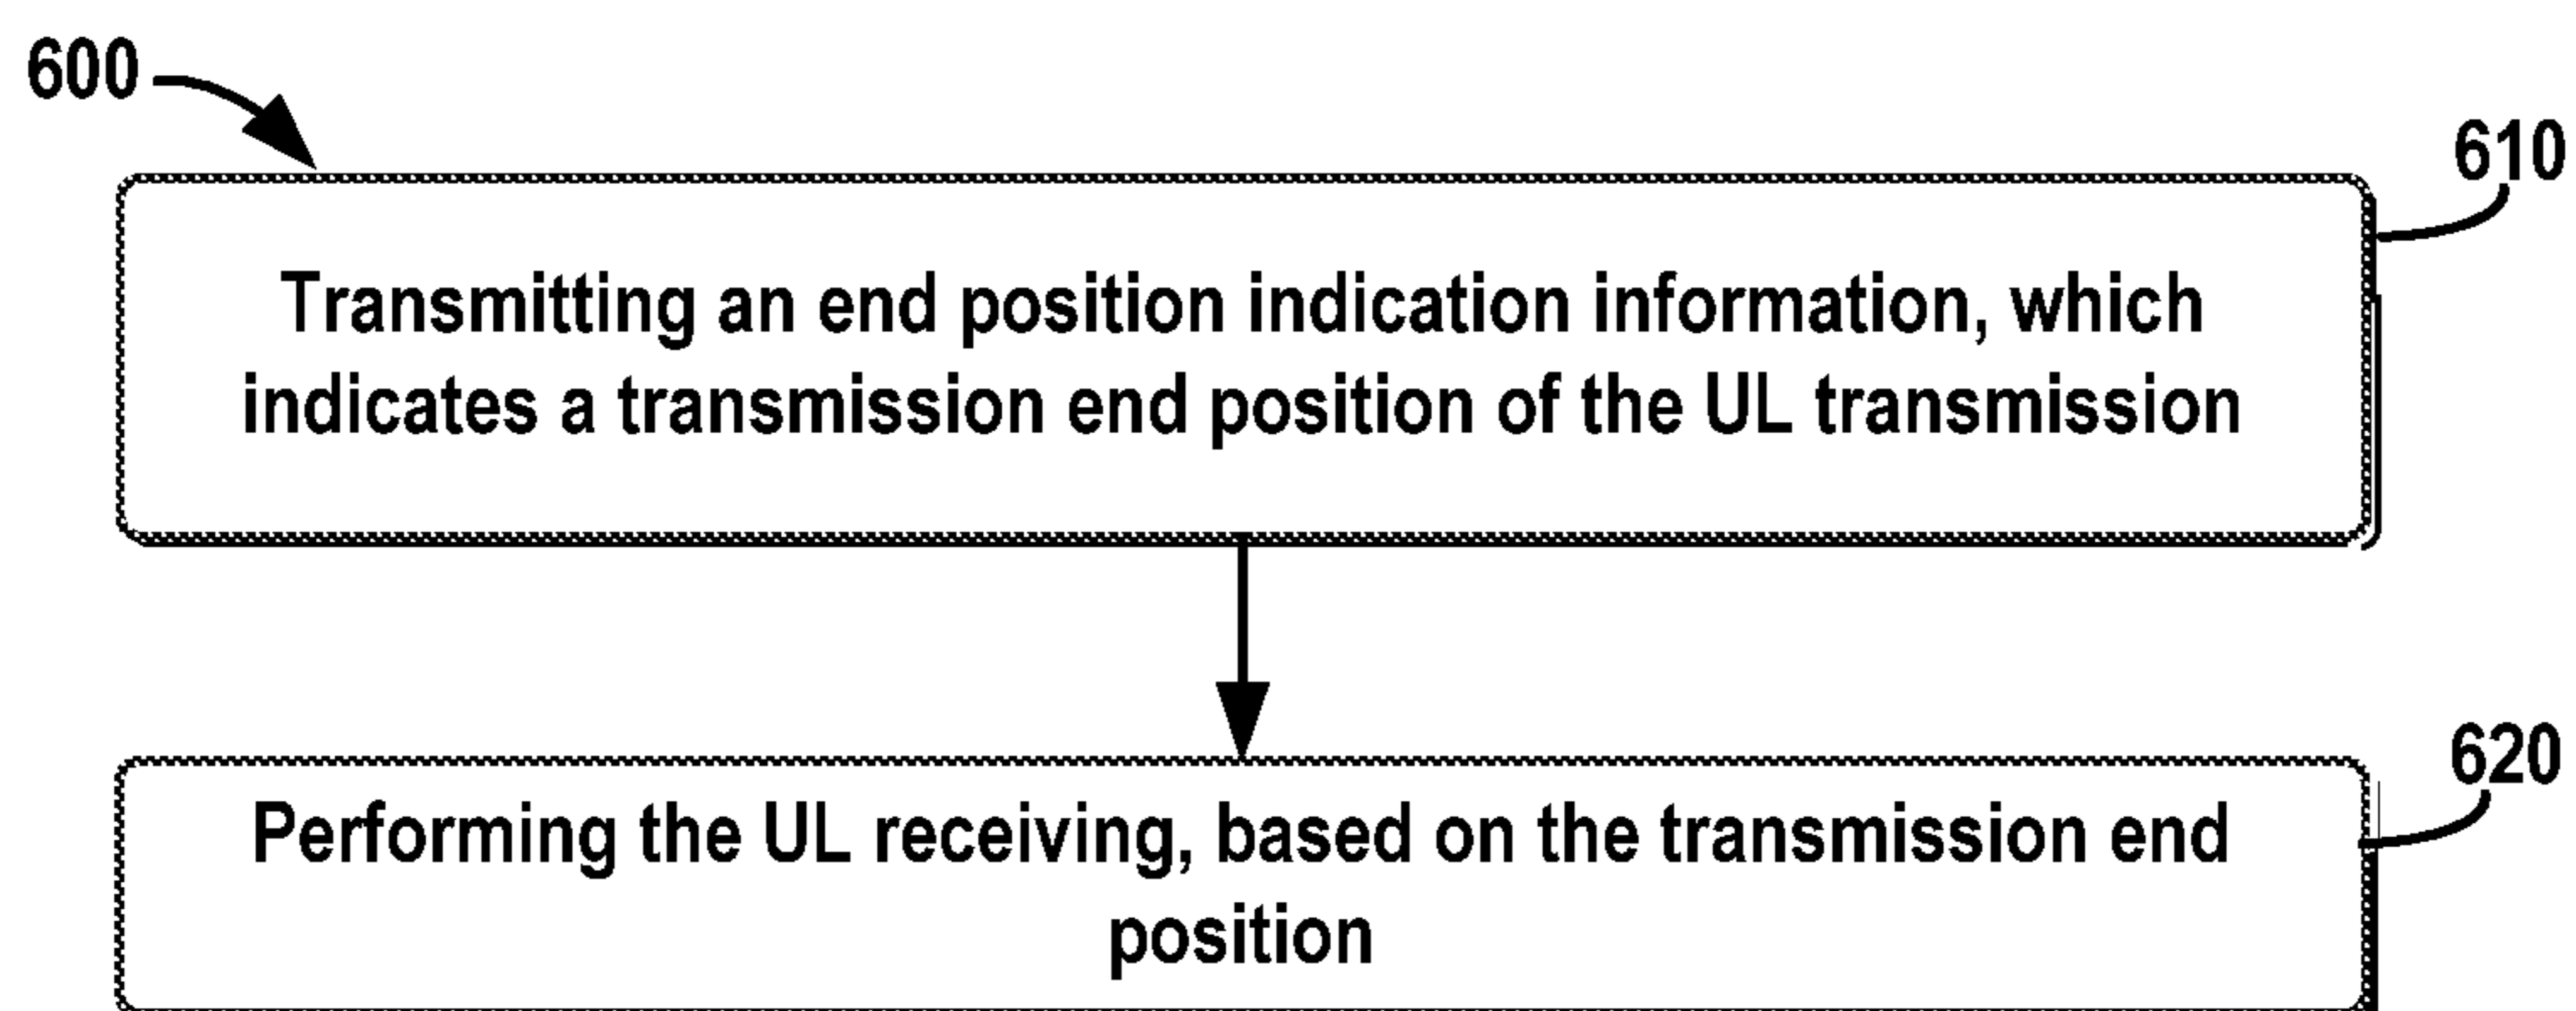 600
610
Transmitting an end position indication information, which
indicates a transmission end position of the UL transmission
620
Performing the UL receiving, based on the transmission end
position